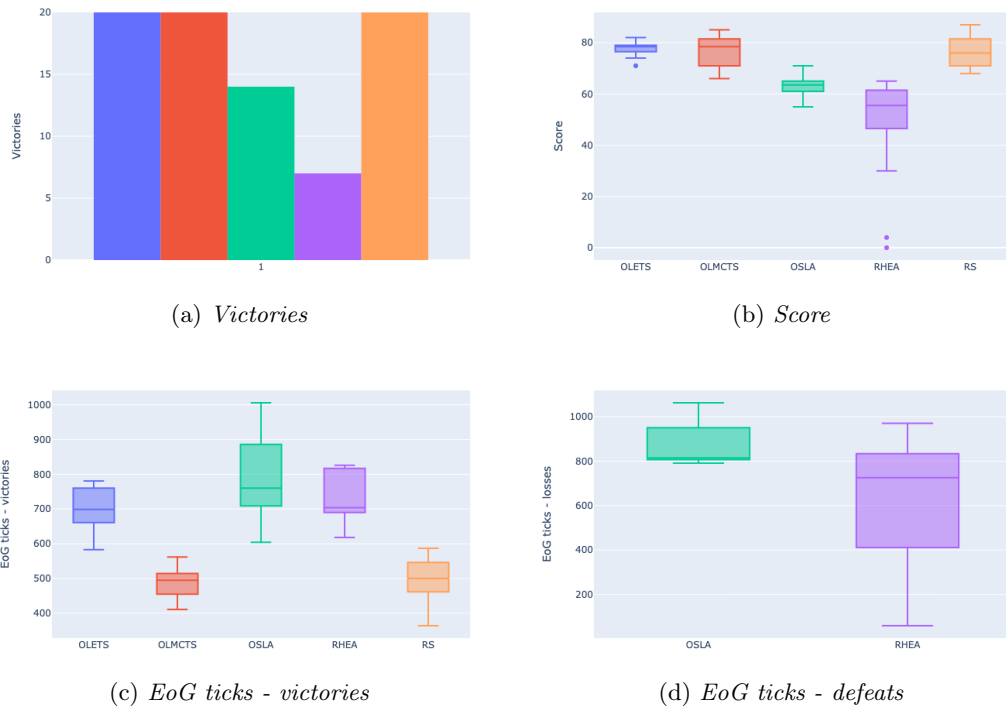 20
15
10
5
0
Victories
1
(a) Victories
80
60
40
20
0
Score
OLETS OLMCTS OSLA RHEA RS
(b) Score
1000
900
800
700
600
500
400
EoG ticks - victories
OLETS OLMCTS OSLA RHEA RS
(c) EoG ticks - victories
1000
800
600
400
200
EoG ticks - losses
OSLA RHEA
(d) EoG ticks - defeats